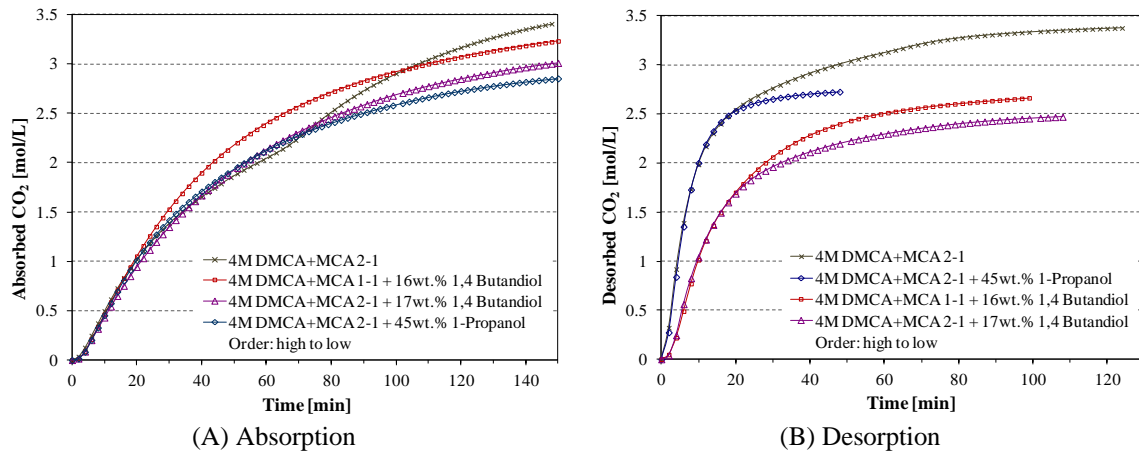 4
3.5
3
2.5
2
1.5
1
0.5
0
Absorbed CO₂ [mol/L]
4M DMCA+MCA 2-1
4M DMCA+MCA 1-1 + 16wt.% 1,4 Butandiol
4M DMCA+MCA 2-1 + 17wt.% 1,4 Butandiol
4M DMCA+MCA 2-1 + 45wt.% 1-Propanol
Order: high to low
0 20 40 60 80 100 120 140
Time [min]
(A) Absorption
3.5
3
2.5
2
1.5
1
0.5
0
Desorbed CO₂ [mol/L]
4M DMCA+MCA 2-1
4M DMCA+MCA 2-1 + 45wt.% 1-Propanol
4M DMCA+MCA 1-1 + 16wt.% 1,4 Butandiol
4M DMCA+MCA 2-1 + 17wt.% 1,4 Butandiol
Order: high to low
0 20 40 60 80 100 120
Time [min]
(B) Desorption